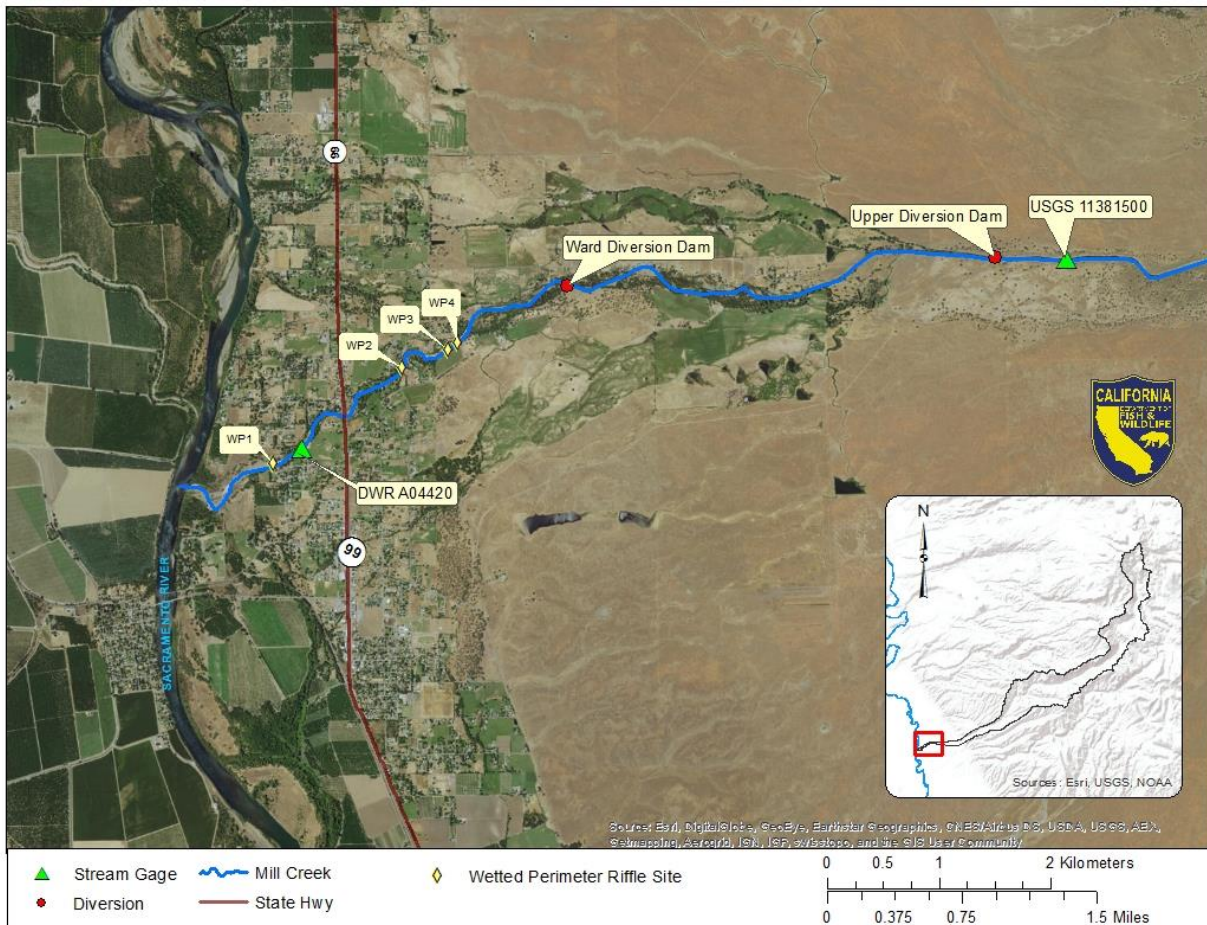 99
USGS 11381500
Upper Diversion Dam
Ward Diversion Dam
WP4
WP3
WP2
WP1
DWR A04420
99
SACRAMENTO RIVER
CALIFORNIA
DEPARTMENT OF
FISH &
WILDLIFE
N
Sources: Esri, USGS, NOAA
Source: Esri, DigitalGlobe, GeoEye, Earthstar Geographics, CNES/Airbus DS, USDA, USGS, AEX,
Getmapping, Aerogrid, IGN, IGP, swisstopo, and the GIS User Community
Stream Gage
Mill Creek
Wetted Perimeter Riffle Site
Diversion
State Hwy
0 0.5 1 2 Kilometers
0 0.375 0.75 1.5 Miles